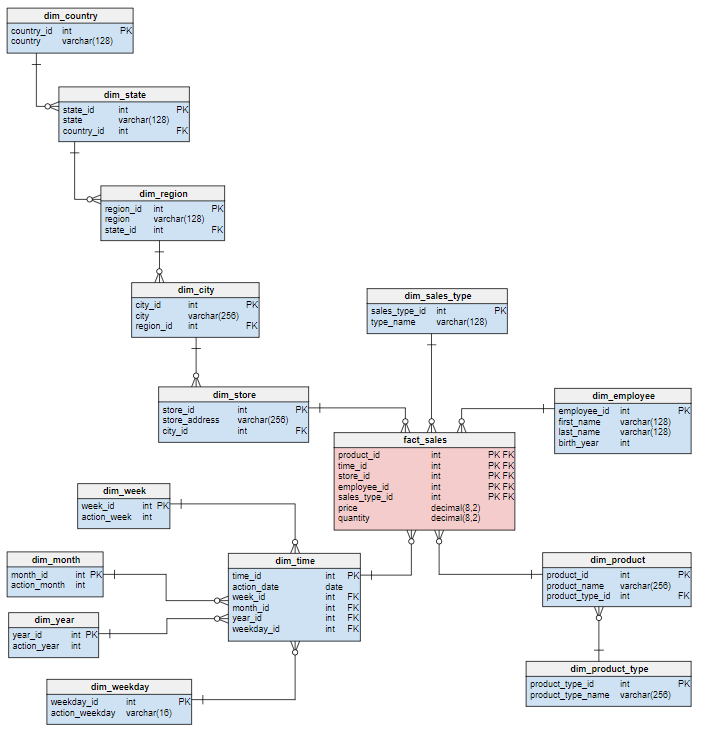 dim_country
country_id int PK
country varchar(128)
dim_state
state_id int PK
state varchar(128)
country_id int FK
dim_region
region_id int PK
region varchar(128)
state_id int FK
dim_city
city_id int PK
city varchar(256)
region_id int FK
dim_sales_type
sales_type_id int PK
type_name varchar(128)
dim_store
store_id int PK
store_address varchar(256)
city_id int FK
dim_employee
employee_id int PK
first_name varchar(128)
last_name varchar(128)
birth_year int
fact_sales
product_id int PK FK
time_id int PK FK
store_id int PK FK
employee_id int PK FK
sales_type_id int PK FK
price decimal(8,2)
quantity decimal(8,2)
dim_week
week_id int PK
action_week int
dim_month
month_id int PK
action_month int
dim_time
time_id int PK
action_date date
week_id int FK
month_id int FK
year_id int FK
weekday_id int FK
dim_product
product_id int PK
product_name varchar(256)
product_type_id int FK
dim_year
year_id int PK
action_year int
dim_product_type
product_type_id int PK
product_type_name varchar(256)
dim_weekday
weekday_id int PK
action_weekday varchar(16)